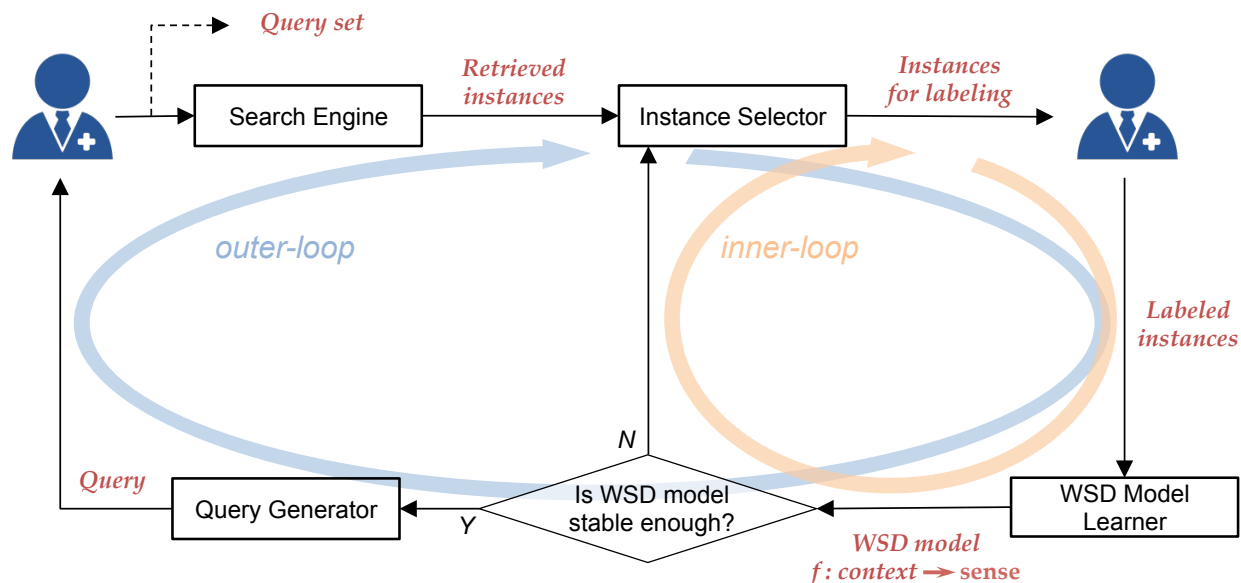 Query set
Retrieved
instances
Instances
for labeling
Search Engine
Instance Selector
outer-loop
inner-loop
Labeled
instances
N
Query
Query Generator
Y
Is WSD model
stable enough?
WSD Model
Learner
WSD model
f : context → sense